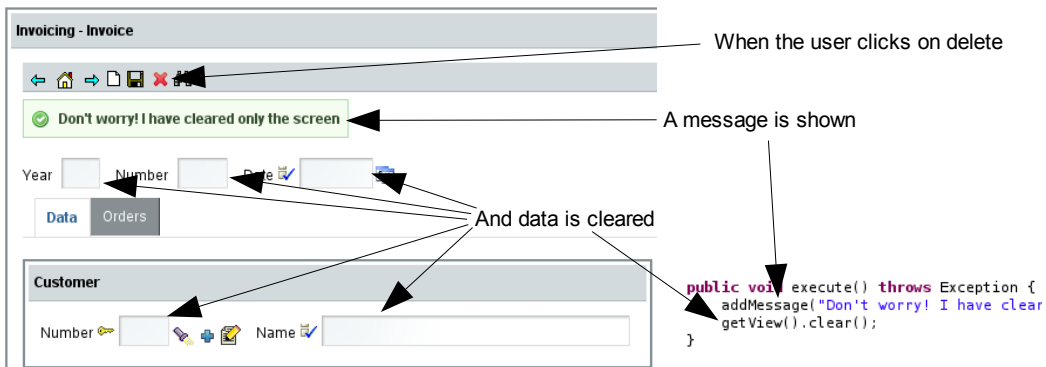 Invoicing - Invoice
When the user clicks on delete
Don't worry! I have cleared only the screen
A message is shown
Year Number Date
Data Orders
And data is cleared
Customer
Number Name
public void execute() throws Exception {
addMessage("Don't worry! I have clear
getView().clear();
}